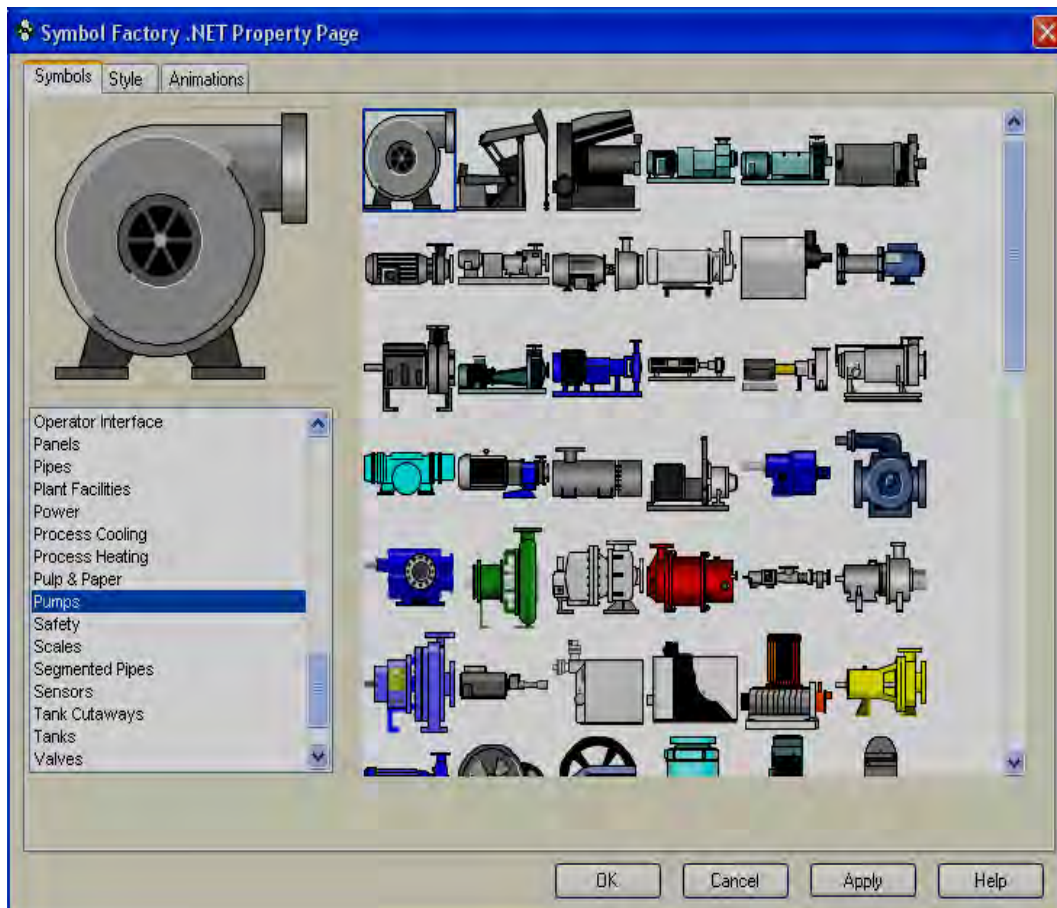 Symbol Factory .NET Property Page
Symbols
Style
Animations
Operator Interface
Panels
Pipes
Plant Facilities
Power
Process Cooling
Process Heating
Pulp & Paper
Pumps
Safety
Scales
Segmented Pipes
Sensors
Tank Cutaways
Tanks
Valves
OK
Cancel
Apply
Help